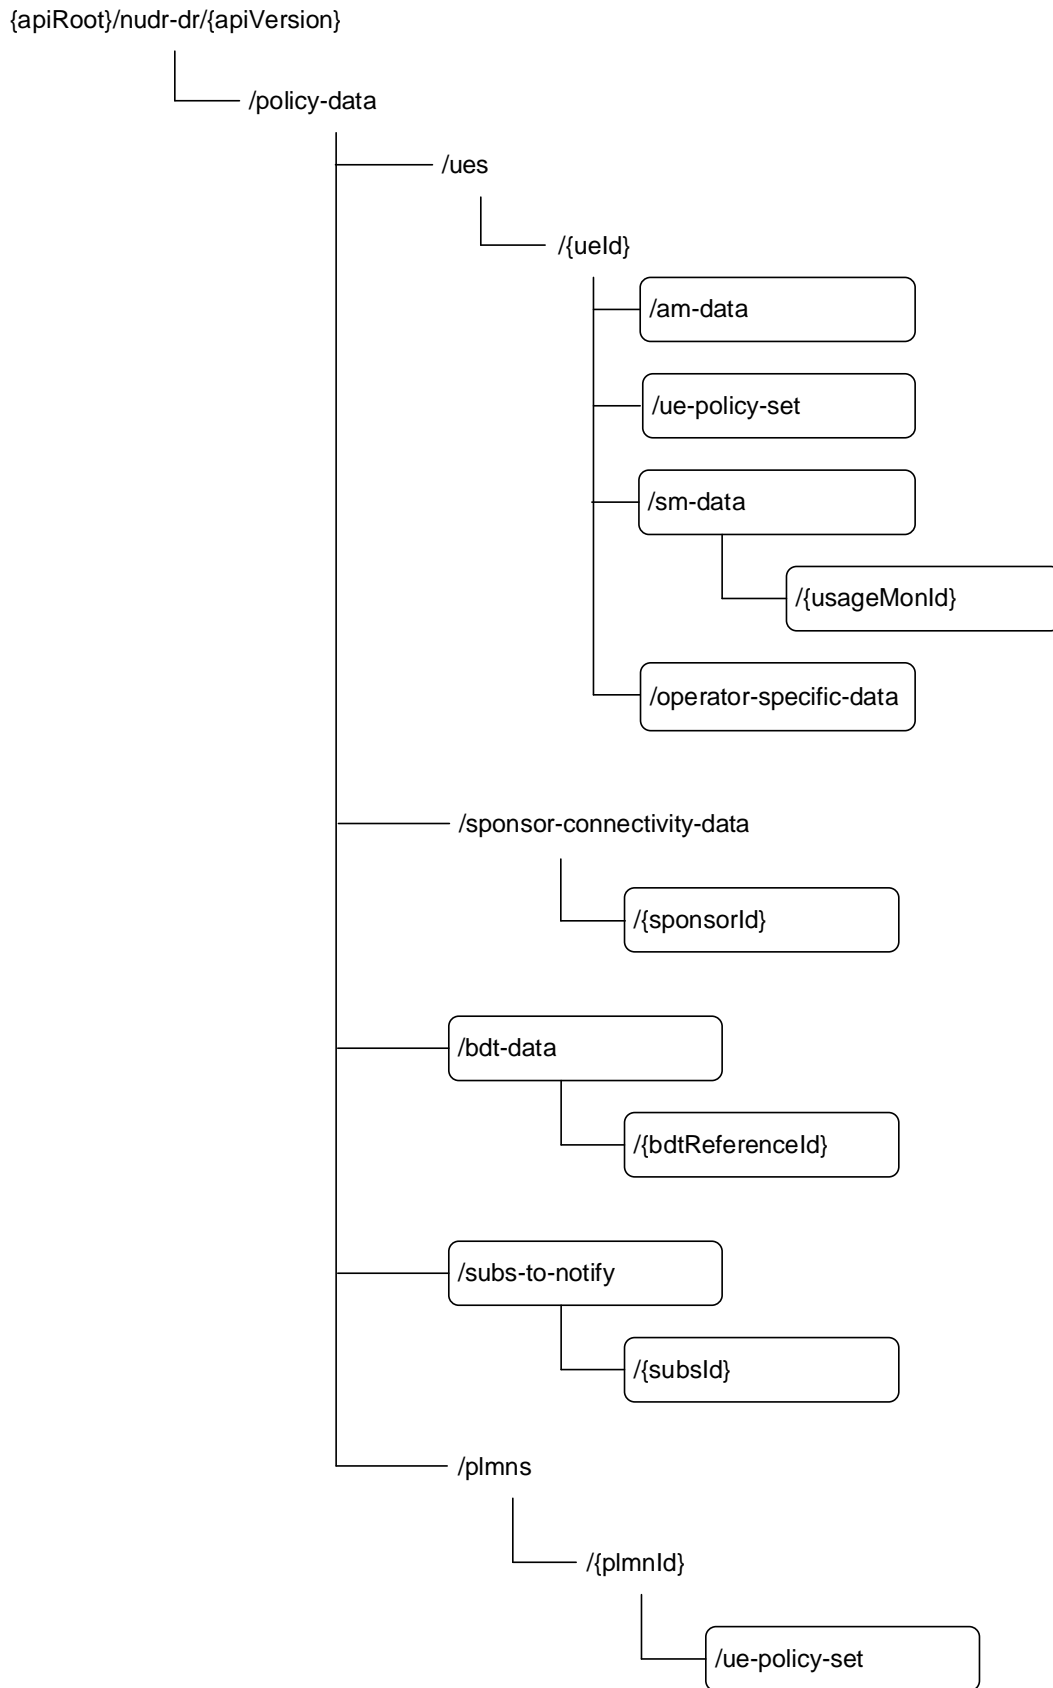 {apiRoot}/nudr-dr/{apiVersion}
/policy-data
/ues
/{ueId}
/am-data
/ue-policy-set
/sm-data
/{usageMonId}
/operator-specific-data
/sponsor-connectivity-data
/{sponsorId}
/bdt-data
/{bdtReferenceId}
/subs-to-notify
/{subsId}
/plmns
/{plmnId}
/ue-policy-set